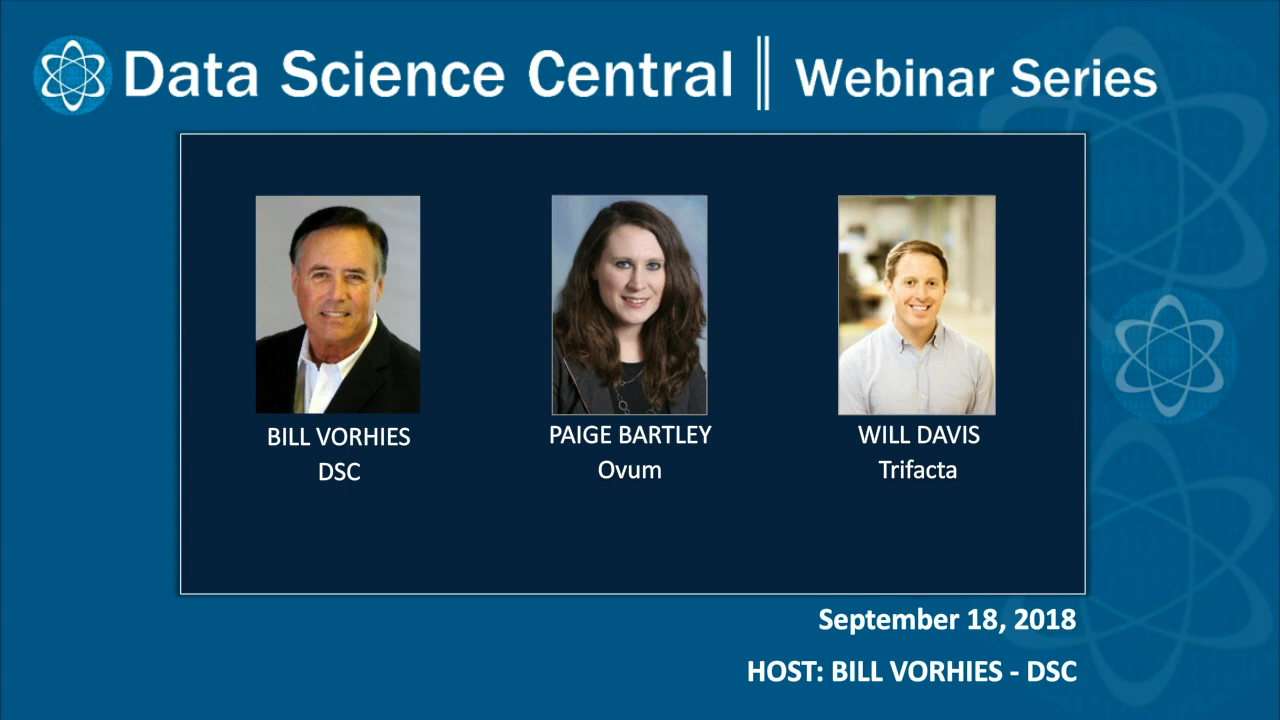 Data Science Central Webinar Series
BILL VORHIES
DSC
PAIGE BARTLEY
Ovum
WILL DAVIS
Trifacta
September 18, 2018
HOST: BILL VORHIES - DSC